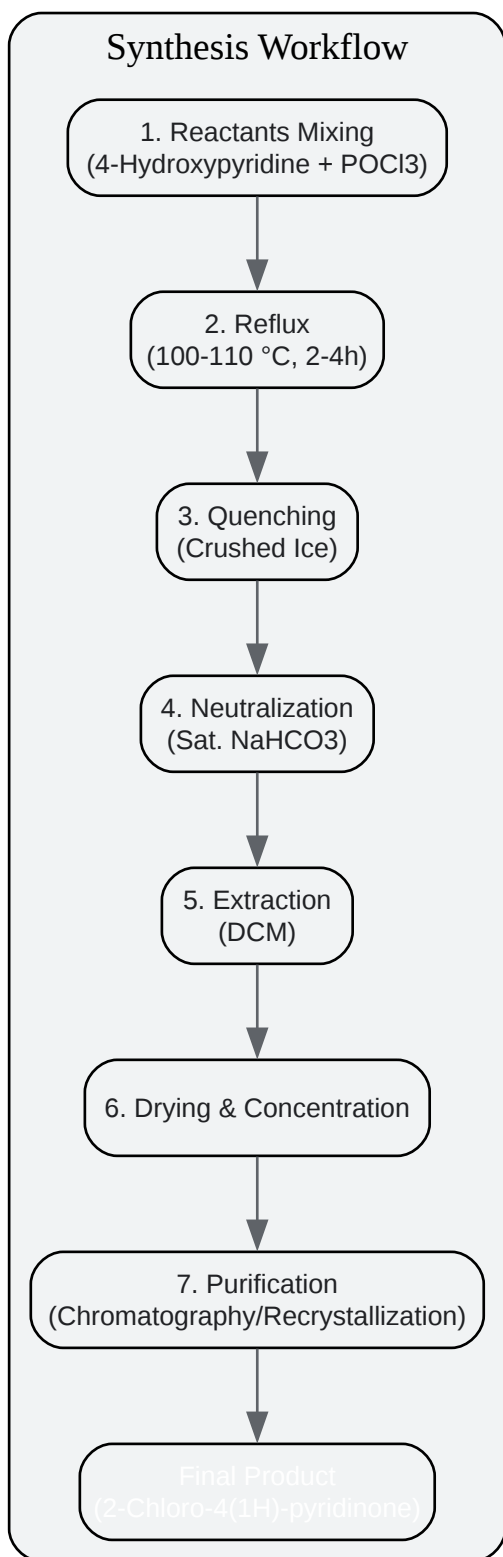 Synthesis Workflow
1. Reactants Mixing
(4-Hydroxypyridine + POCl3)
2. Reflux
(100-110 °C, 2-4h)
3. Quenching
(Crushed Ice)
4. Neutralization
(Sat. NaHCO3)
5. Extraction
(DCM)
6. Drying & Concentration
7. Purification
(Chromatography/Recrystallization)
Final Product
(2-Chloro-4(1H)-pyridinone)